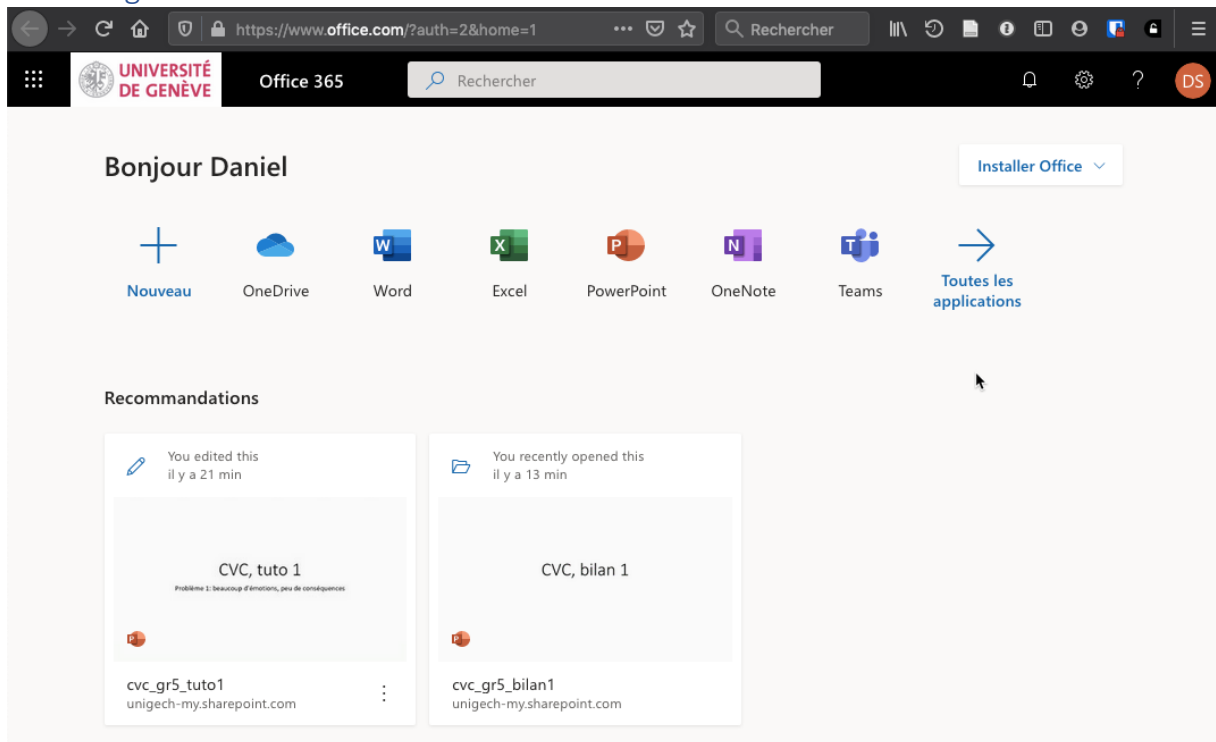 https://www.office.com/?auth=2&home=1
Rechercher
UNIVERSITÉ
DE GENÈVE
Office 365
Rechercher
?
DS
Bonjour Daniel
Installer Office
Nouveau
OneDrive
Word
Excel
PowerPoint
OneNote
Teams
Toutes les
applications
Recommandations
You edited this
il y a 21 min
CVC, tuto 1
Problème 1: beaucoup d'émotions, peu de conséquences
cvc_gr5_tuto1
unigech-my.sharepoint.com
You recently opened this
il y a 13 min
CVC, bilan 1
cvc_gr5_bilan1
unigech-my.sharepoint.com